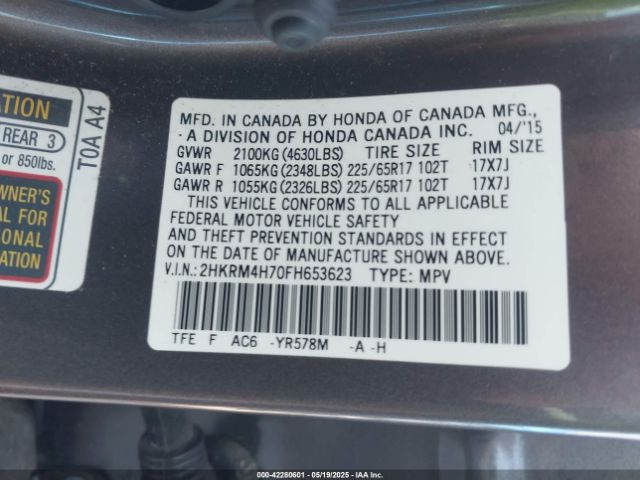 ATION
REAR 3
or 850lbs.
TOA A4
OWNER'S
AL FOR
IONAL
ATION
MFD. IN CANADA BY HONDA OF CANADA MFG.,
A DIVISION OF HONDA CANADA INC. 04/'15
GVWR 2100KG(4630LBS) TIRE SIZE RIM SIZE
GAWR F 1065KG(2348LBS) 225/65R17 102T 17X7J
GAWR R 1055KG(2326LBS) 225/65R17 102T 17X7J
THIS VEHICLE CONFORMS TO ALL APPLICABLE
FEDERAL MOTOR VEHICLE SAFETY
AND THEFT PREVENTION STANDARDS IN EFFECT
ON THE DATE OF MANUFACTURE SHOWN ABOVE.
V.I.N.: 2HKRM4H70FH653623 TYPE: MPV
TFE F AC6 -YR578M -A -H
000-42280601 - 05/19/2025 - IAAI.COM